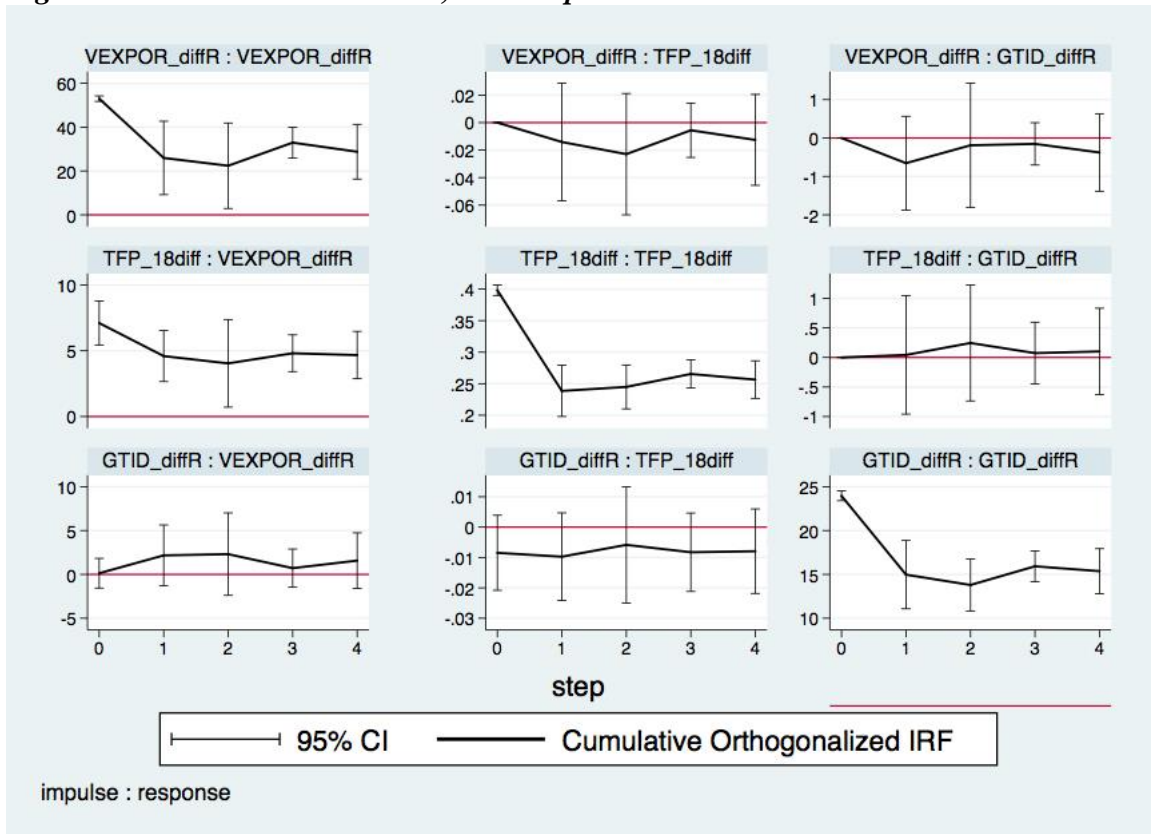 VEXPOR_diffR : VEXPOR_diffR
60
40
20
0
VEXPOR_diffR : TFP_18diff
.02
0
-.02
-.04
-.06
VEXPOR_diffR : GTID_diffR
1
0
-1
-2
TFP_18diff : VEXPOR_diffR
10
5
0
TFP_18diff : TFP_18diff
.4
.35
.3
.25
.2
TFP_18diff : GTID_diffR
1
.5
0
-.5
-1
GTID_diffR : VEXPOR_diffR
10
5
0
-5
0 1 2 3 4
GTID_diffR : TFP_18diff
.01
0
-.01
-.02
-.03
0 1 2 3 4
GTID_diffR : GTID_diffR
25
20
15
10
0 1 2 3 4
step
95% CI Cumulative Orthogonalized IRF
impulse : response